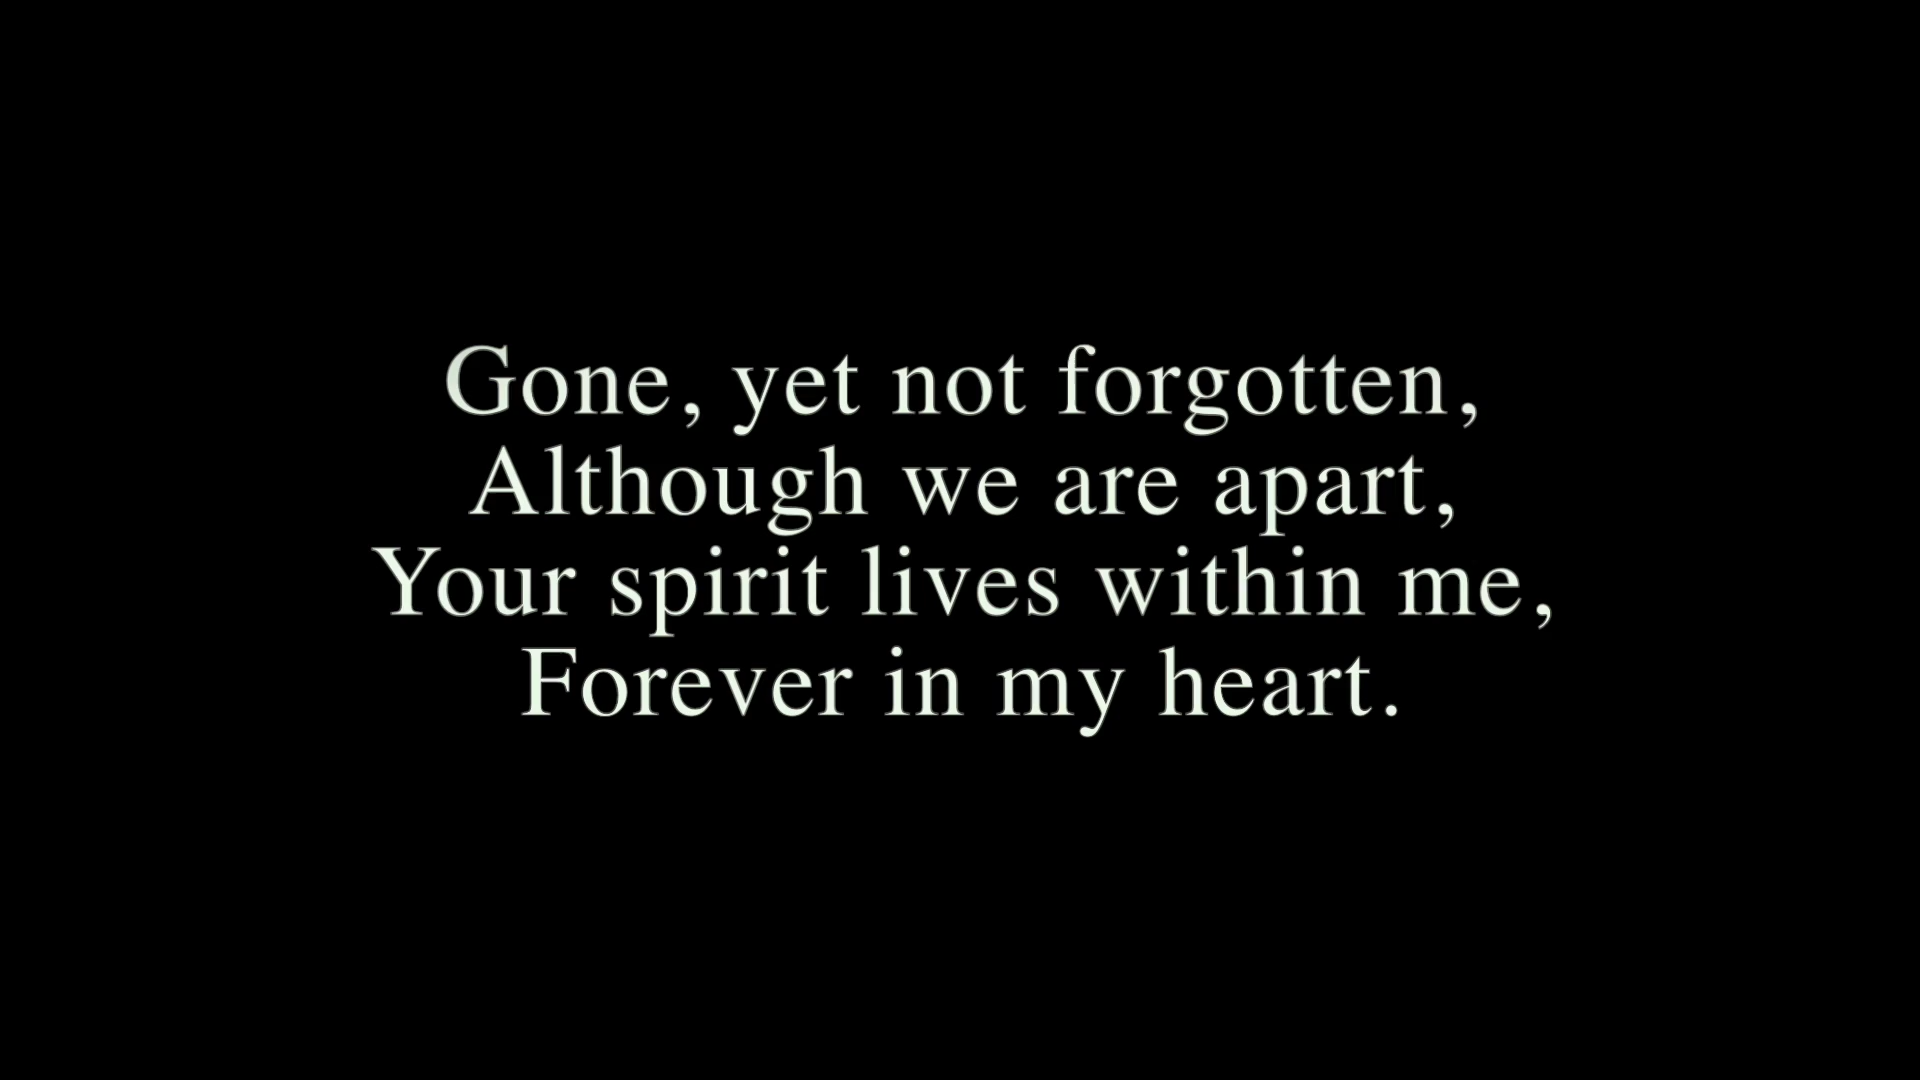 Gone, yet not forgotten,
Although we are apart,
Your spirit lives within me,
Forever in my heart.